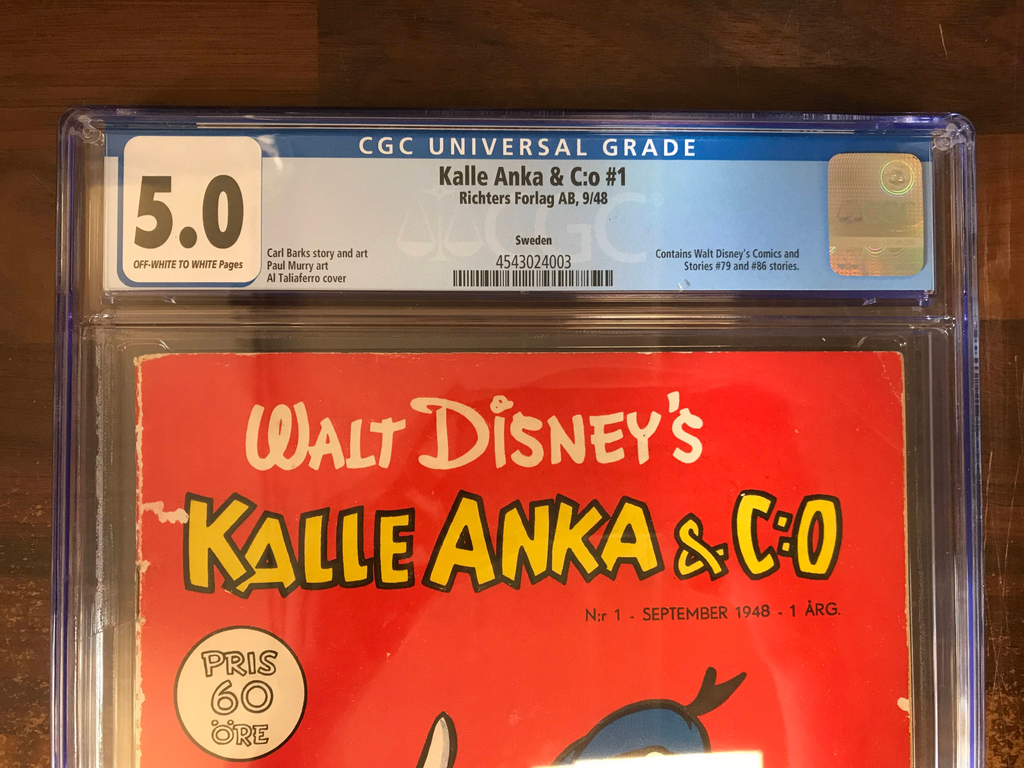 CGC UNIVERSAL GRADE
5.0
OFF-WHITE TO WHITE Pages
Kalle Anka & C:o #1
Richters Forlag AB, 9/48
Sweden
4543024003
Carl Barks story and art
Paul Murry art
Al Taliaferro cover
Contains Walt Disney's Comics and
Stories #79 and #86 stories.
CGC
WALT DISNEY'S
KALLE ANKA & C:O
N:r 1 - SEPTEMBER 1948 - 1 ÅRG.
PRIS
60
ÖRE